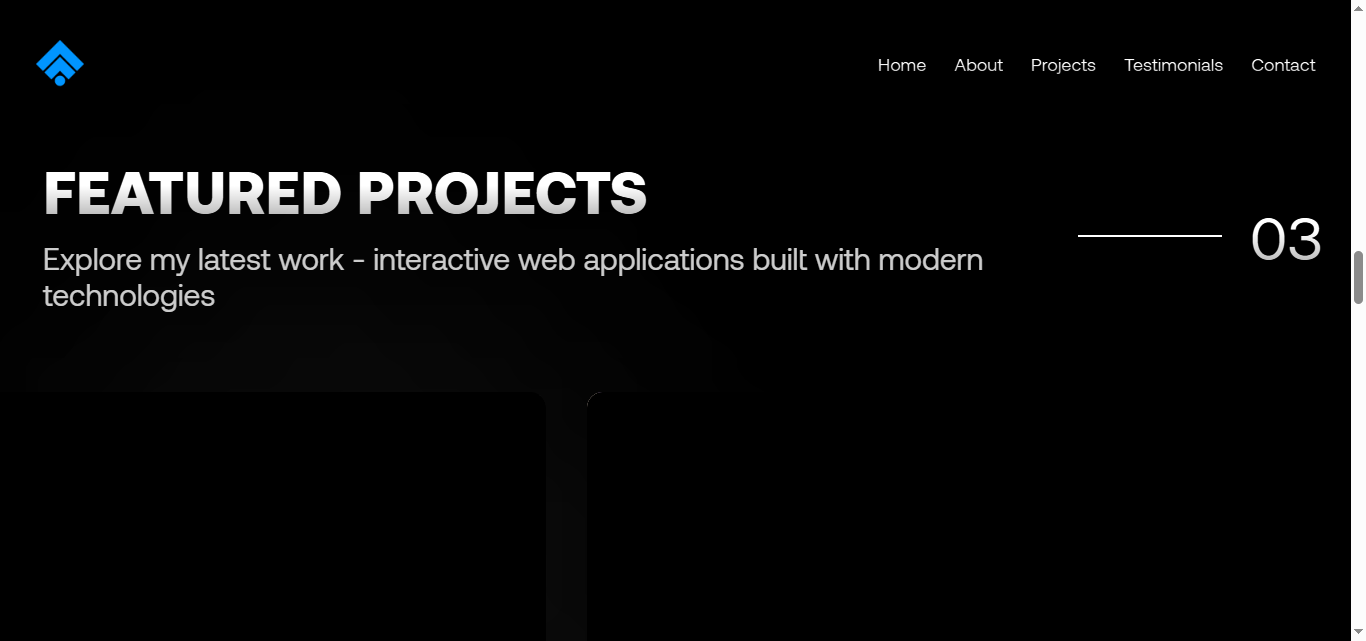 Home About Projects Testimonials Contact
FEATURED PROJECTS
Explore my latest work - interactive web applications built with modern
technologies
03